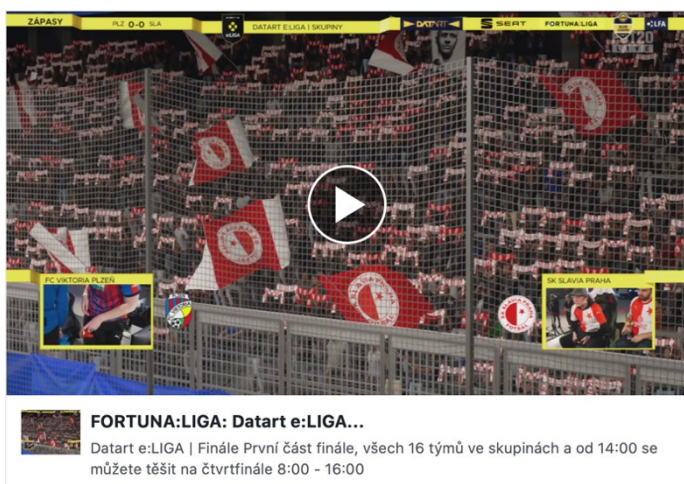 ZÁPASY
PLZ 0-0 SLA
e:LIGA
DATART E:LIGA | SKUPINY
DATART
SEAT
FORTUNA:LIGA
LFA
LIVE
FC VIKTORIA PLZEŇ
SK SLAVIA PRAHA
FORTUNA:LIGA: Datart e:LIGA...
Datart e:LIGA | Finále První část finále, všech 16 týmů ve skupinách a od 14:00 se
můžete těšit na čtvrtfinále 8:00 - 16:00